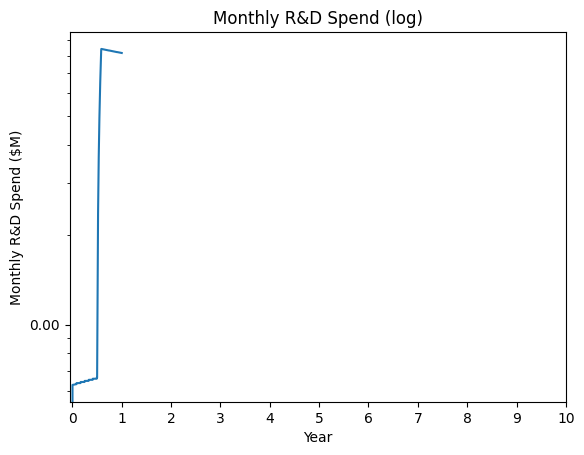 Monthly R&D Spend (log)
Monthly R&D Spend ($M)
0.00
0 1 2 3 4 5 6 7 8 9 10
Year